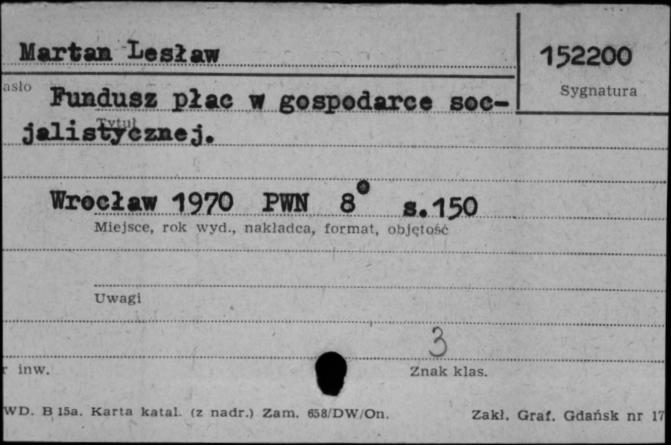 Martan Lesław
152200
asło
Sygnatura
Fundusz płac w gospodarce soc-
Tytuł
jalistycznej.
Wrocław 1970 PWN 8° s.150
Miejsce, rok wyd., nakładca, format, objętość
Uwagi
3
r inw.
Znak klas.
WD. B 15a. Karta katal. (z nadr.) Zam. 658/DW/On.
Zakł. Graf. Gdańsk nr 17